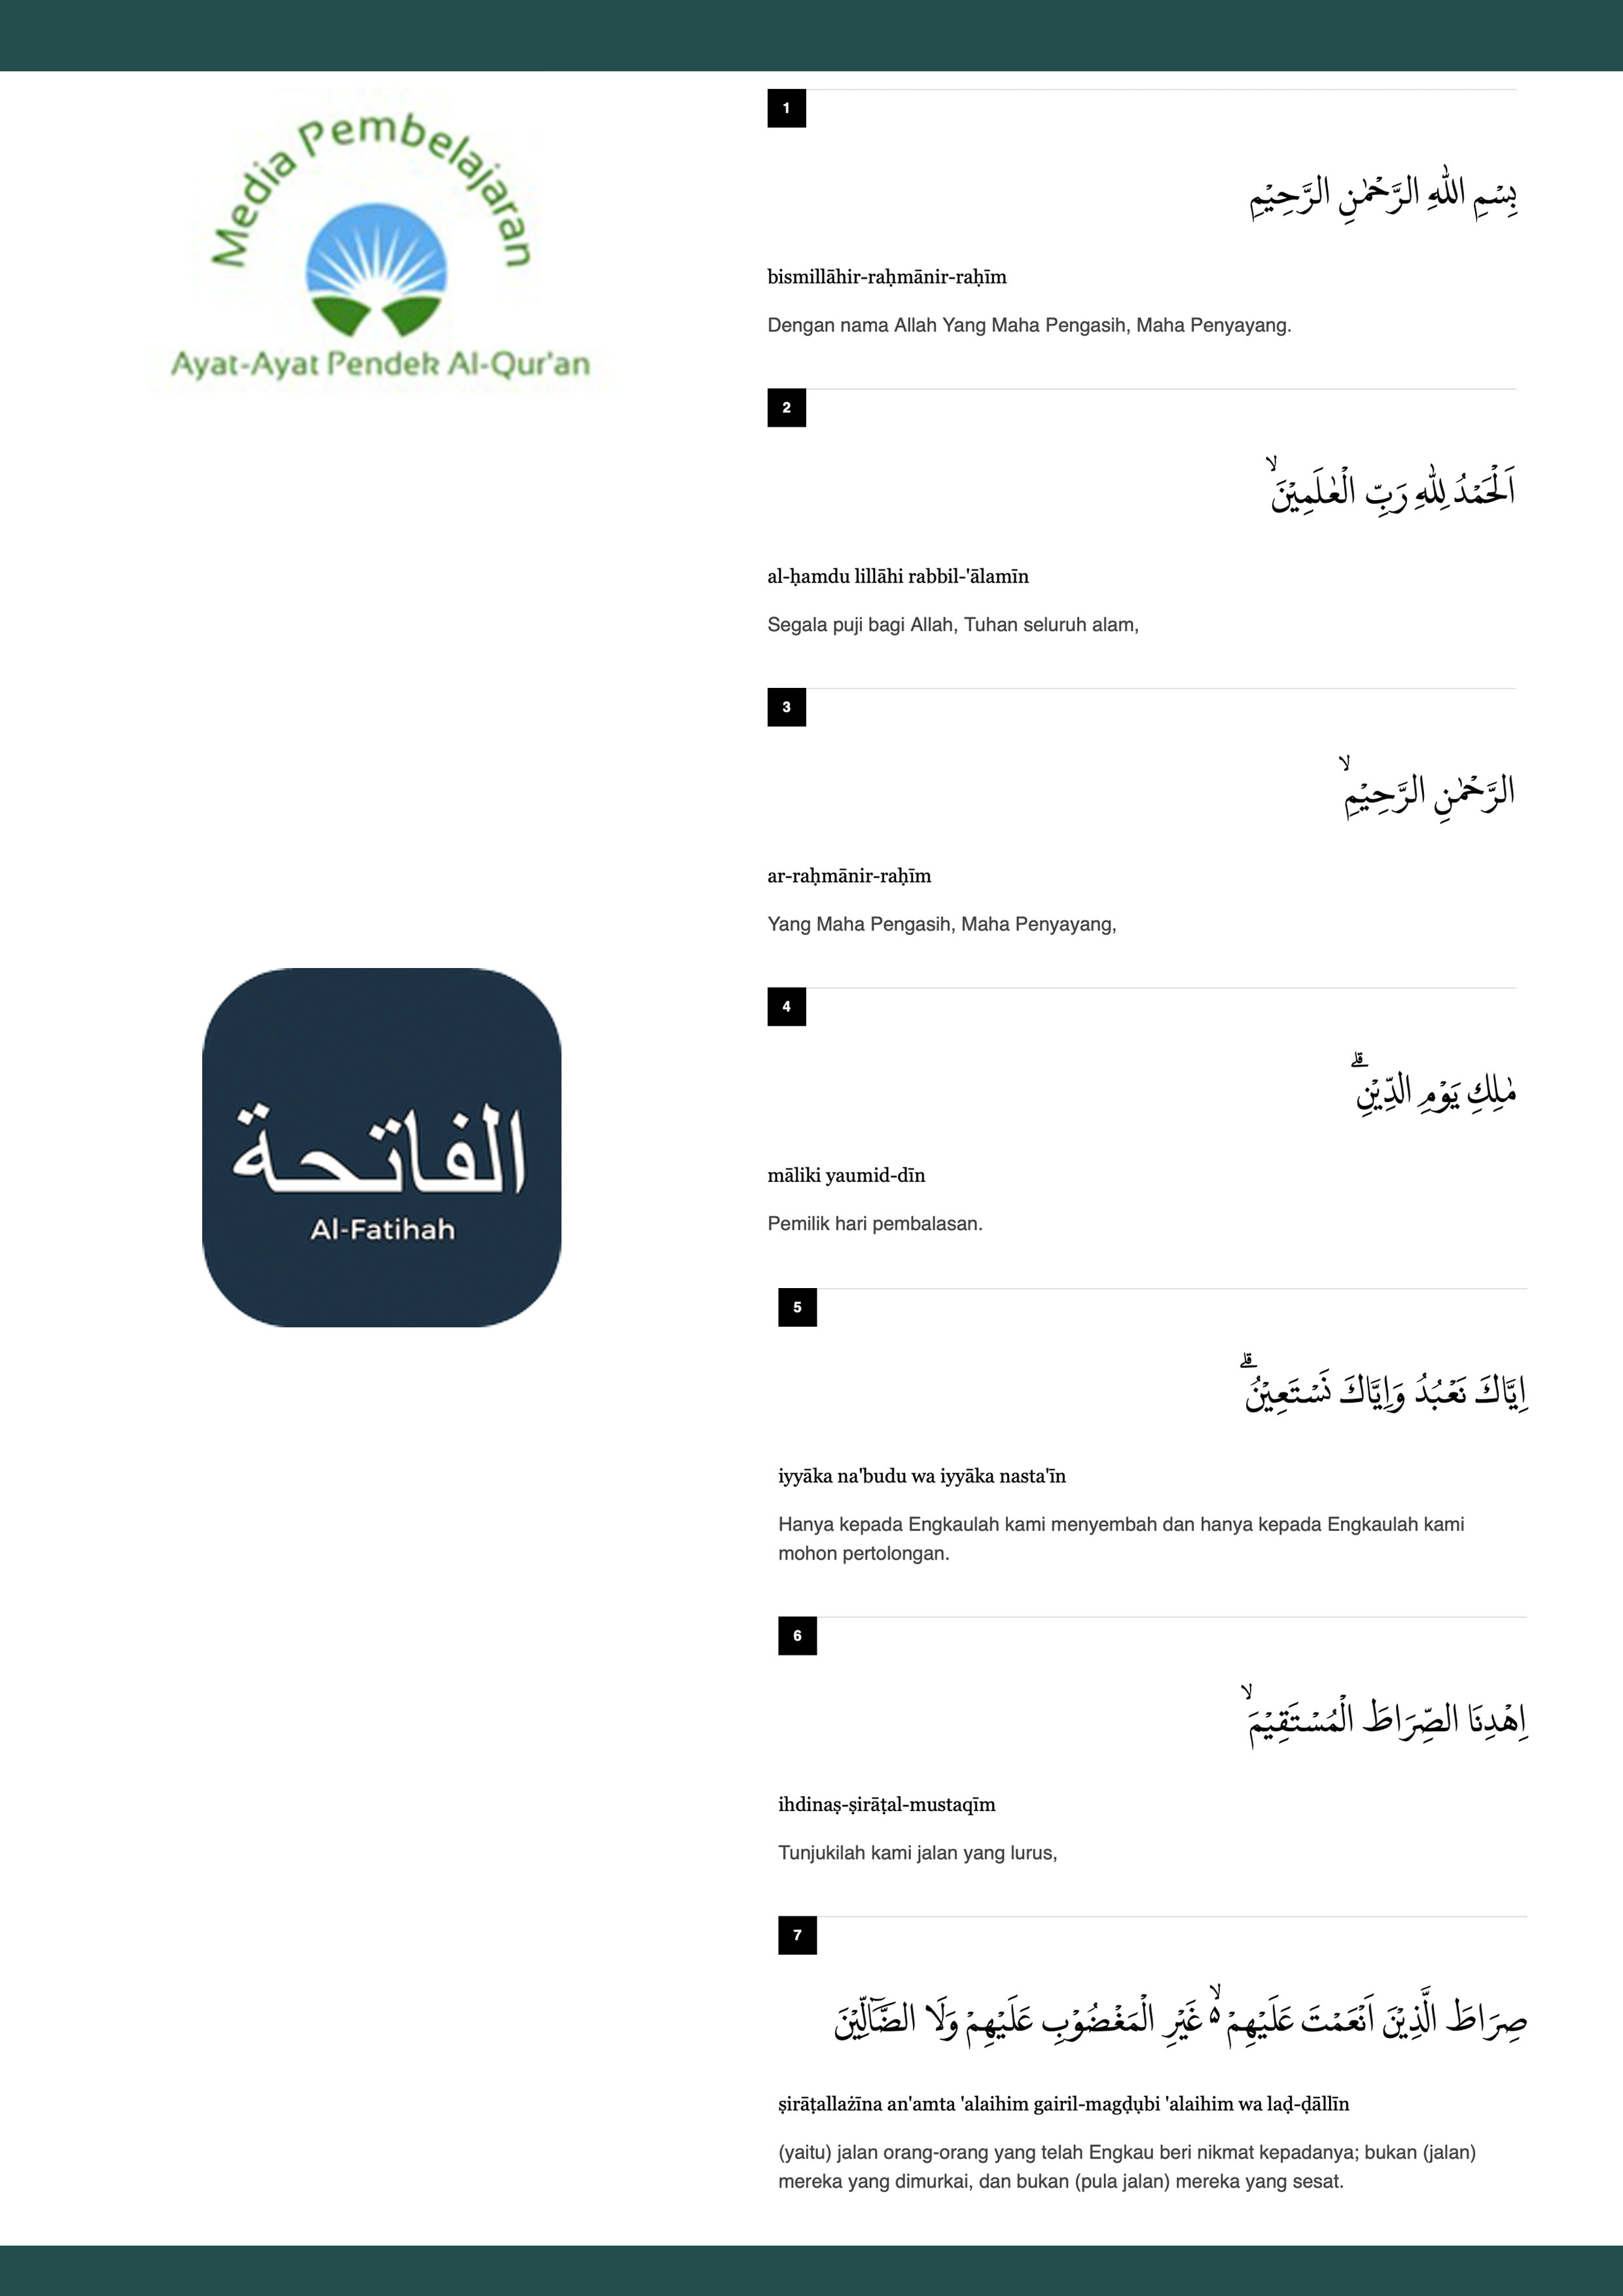 Media Pembelajaran
Ayat-Ayat Pendek Al-Qur'an
الفاتحة
Al-Fatihah
1
بِسْمِ اللّٰهِ الرَّحْمٰنِ الرَّحِيْمِ
bismillāhir-raḥmānir-raḥīm
Dengan nama Allah Yang Maha Pengasih, Maha Penyayang.
2
اَلْحَمْدُ لِلّٰهِ رَبِّ الْعٰلَمِيْنَۙ
al-ḥamdu lillāhi rabbil-'ālamīn
Segala puji bagi Allah, Tuhan seluruh alam,
3
الرَّحْمٰنِ الرَّحِيْمِۙ
ar-raḥmānir-raḥīm
Yang Maha Pengasih, Maha Penyayang,
4
مٰلِكِ يَوْمِ الدِّيْنِۗ
māliki yaumid-dīn
Pemilik hari pembalasan.
5
اِيَّاكَ نَعْبُدُ وَاِيَّاكَ نَسْتَعِيْنُۗ
iyyāka na'budu wa iyyāka nasta'īn
Hanya kepada Engkaulah kami menyembah dan hanya kepada Engkaulah kami
mohon pertolongan.
6
اِهْدِنَا الصِّرَاطَ الْمُسْتَقِيْمَۙ
ihdinaṣ-ṣirāṭal-mustaqīm
Tunjukilah kami jalan yang lurus,
7
صِرَاطَ الَّذِيْنَ اَنْعَمْتَ عَلَيْهِمْ ەۙ غَيْرِ الْمَغْضُوْبِ عَلَيْهِمْ وَلَا الضَّاۤلِّيْنَ
ṣirāṭallażīna an'amta 'alaihim gairil-magḍụbi 'alaihim wa laḍ-ḍāllīn
(yaitu) jalan orang-orang yang telah Engkau beri nikmat kepadanya; bukan (jalan)
mereka yang dimurkai, dan bukan (pula jalan) mereka yang sesat.